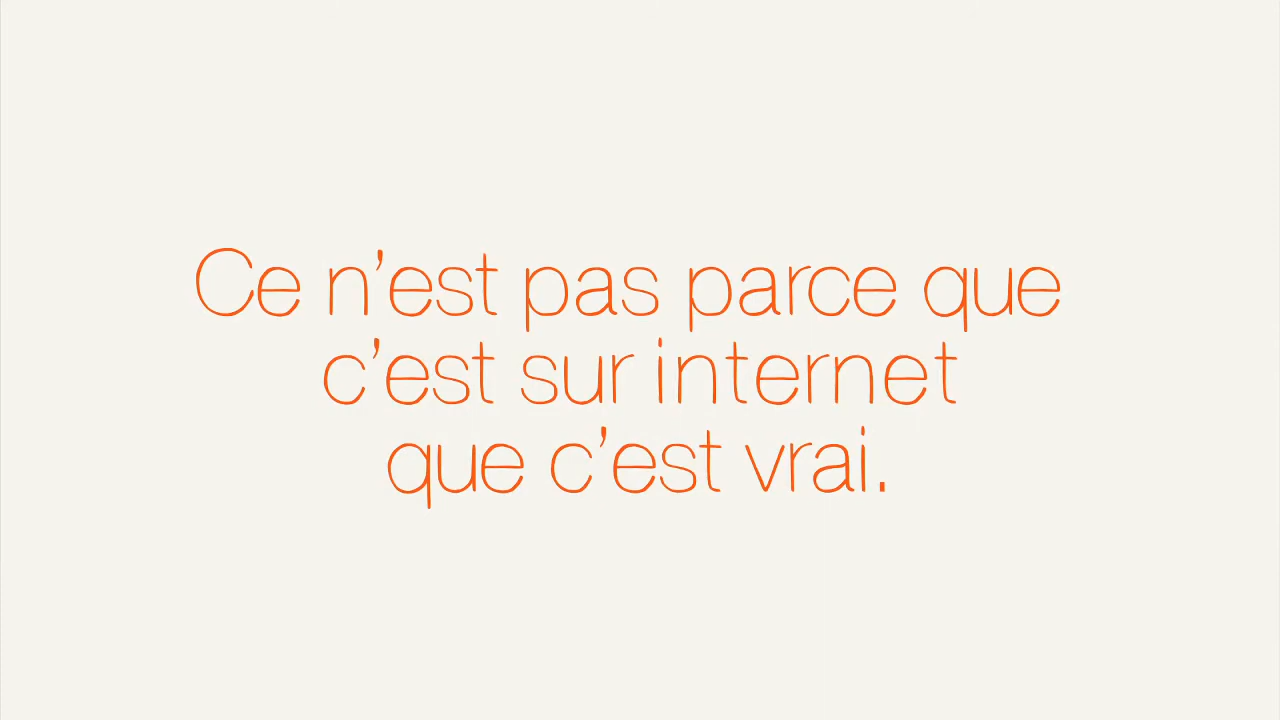 Ce n’est pas parce que
c’est sur internet
que c’est vrai.